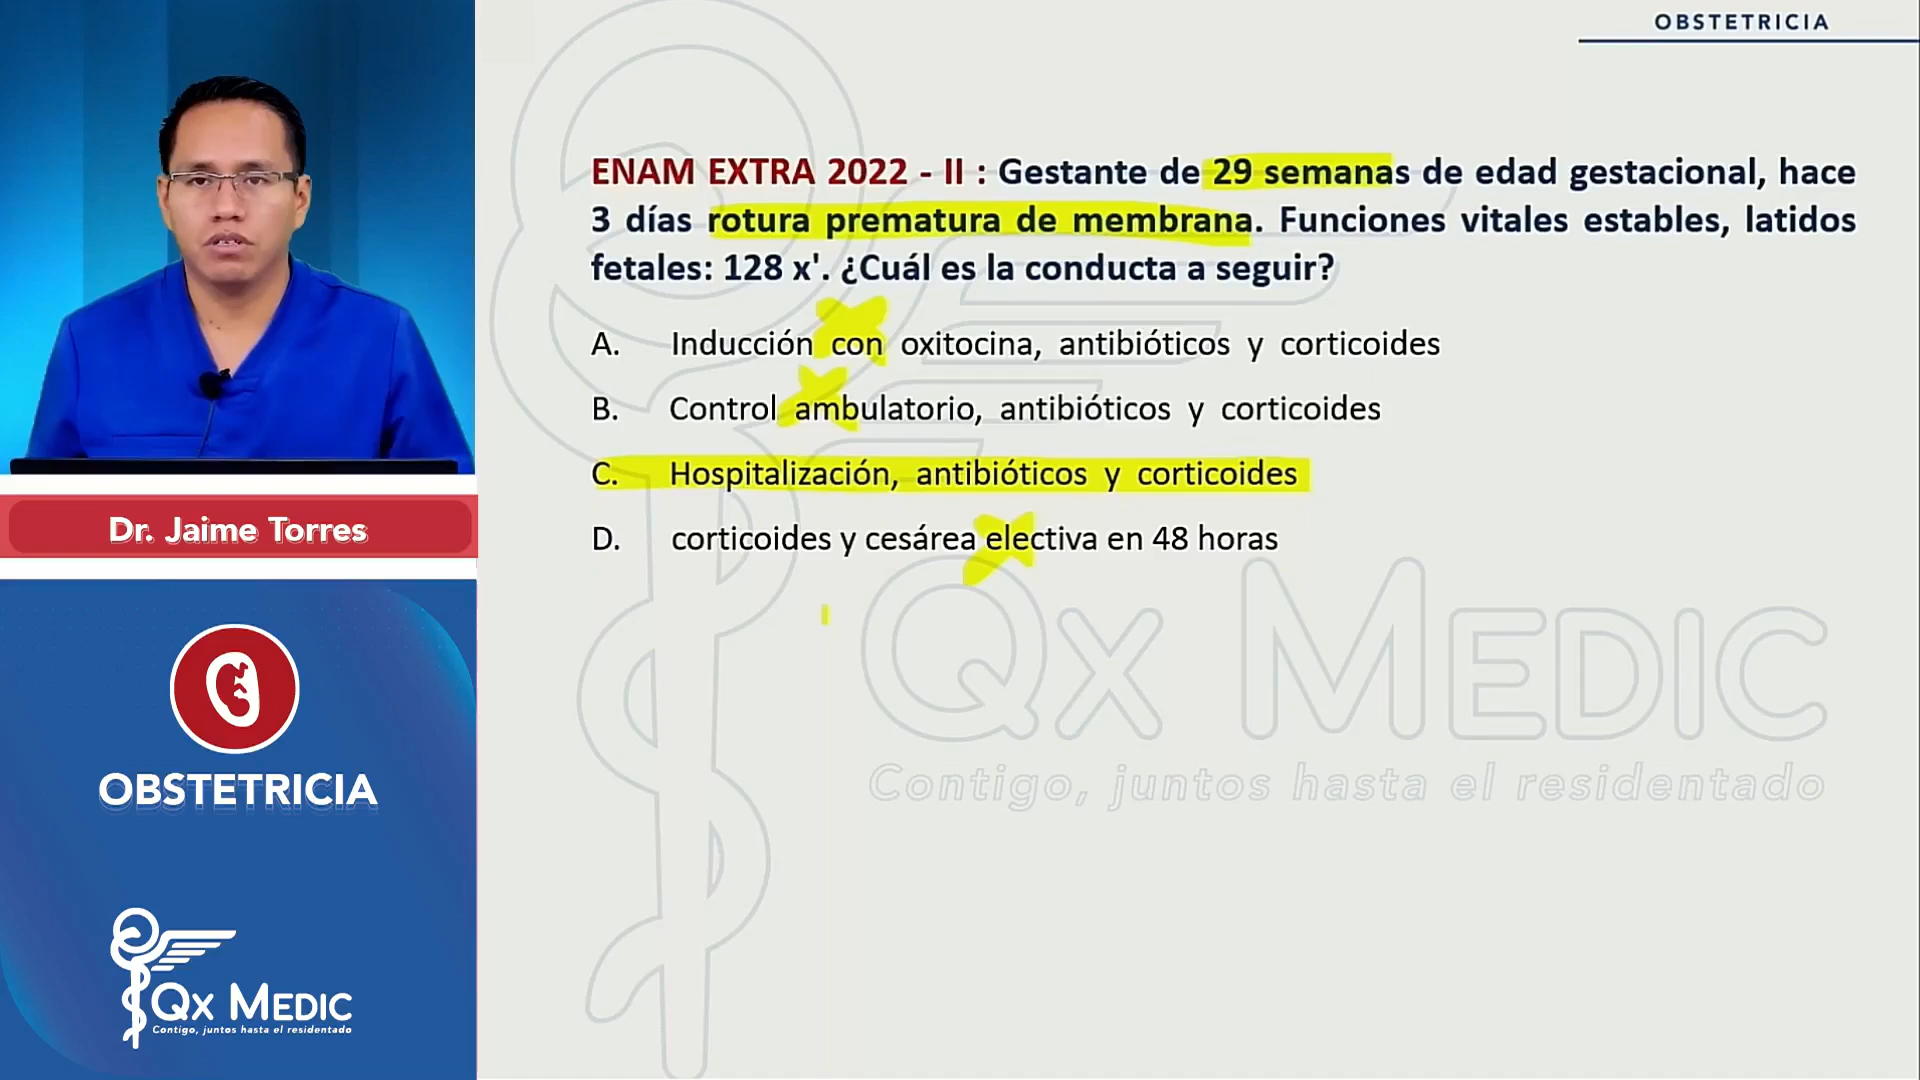 OBSTETRICIA
ENAM EXTRA 2022 - II : Gestante de 29 semanas de edad gestacional, hace
3 días rotura prematura de membrana. Funciones vitales estables, latidos
fetales: 128 x'. ¿Cuál es la conducta a seguir?
A. Inducción con oxitocina, antibióticos y corticoides
B. Control ambulatorio, antibióticos y corticoides
C. Hospitalización, antibióticos y corticoides
D. corticoides y cesárea electiva en 48 horas
Dr. Jaime Torres
OBSTETRICIA
QX MEDIC
Contigo, juntos hasta el residentado
QX MEDIC
Contigo, juntos hasta el residentado